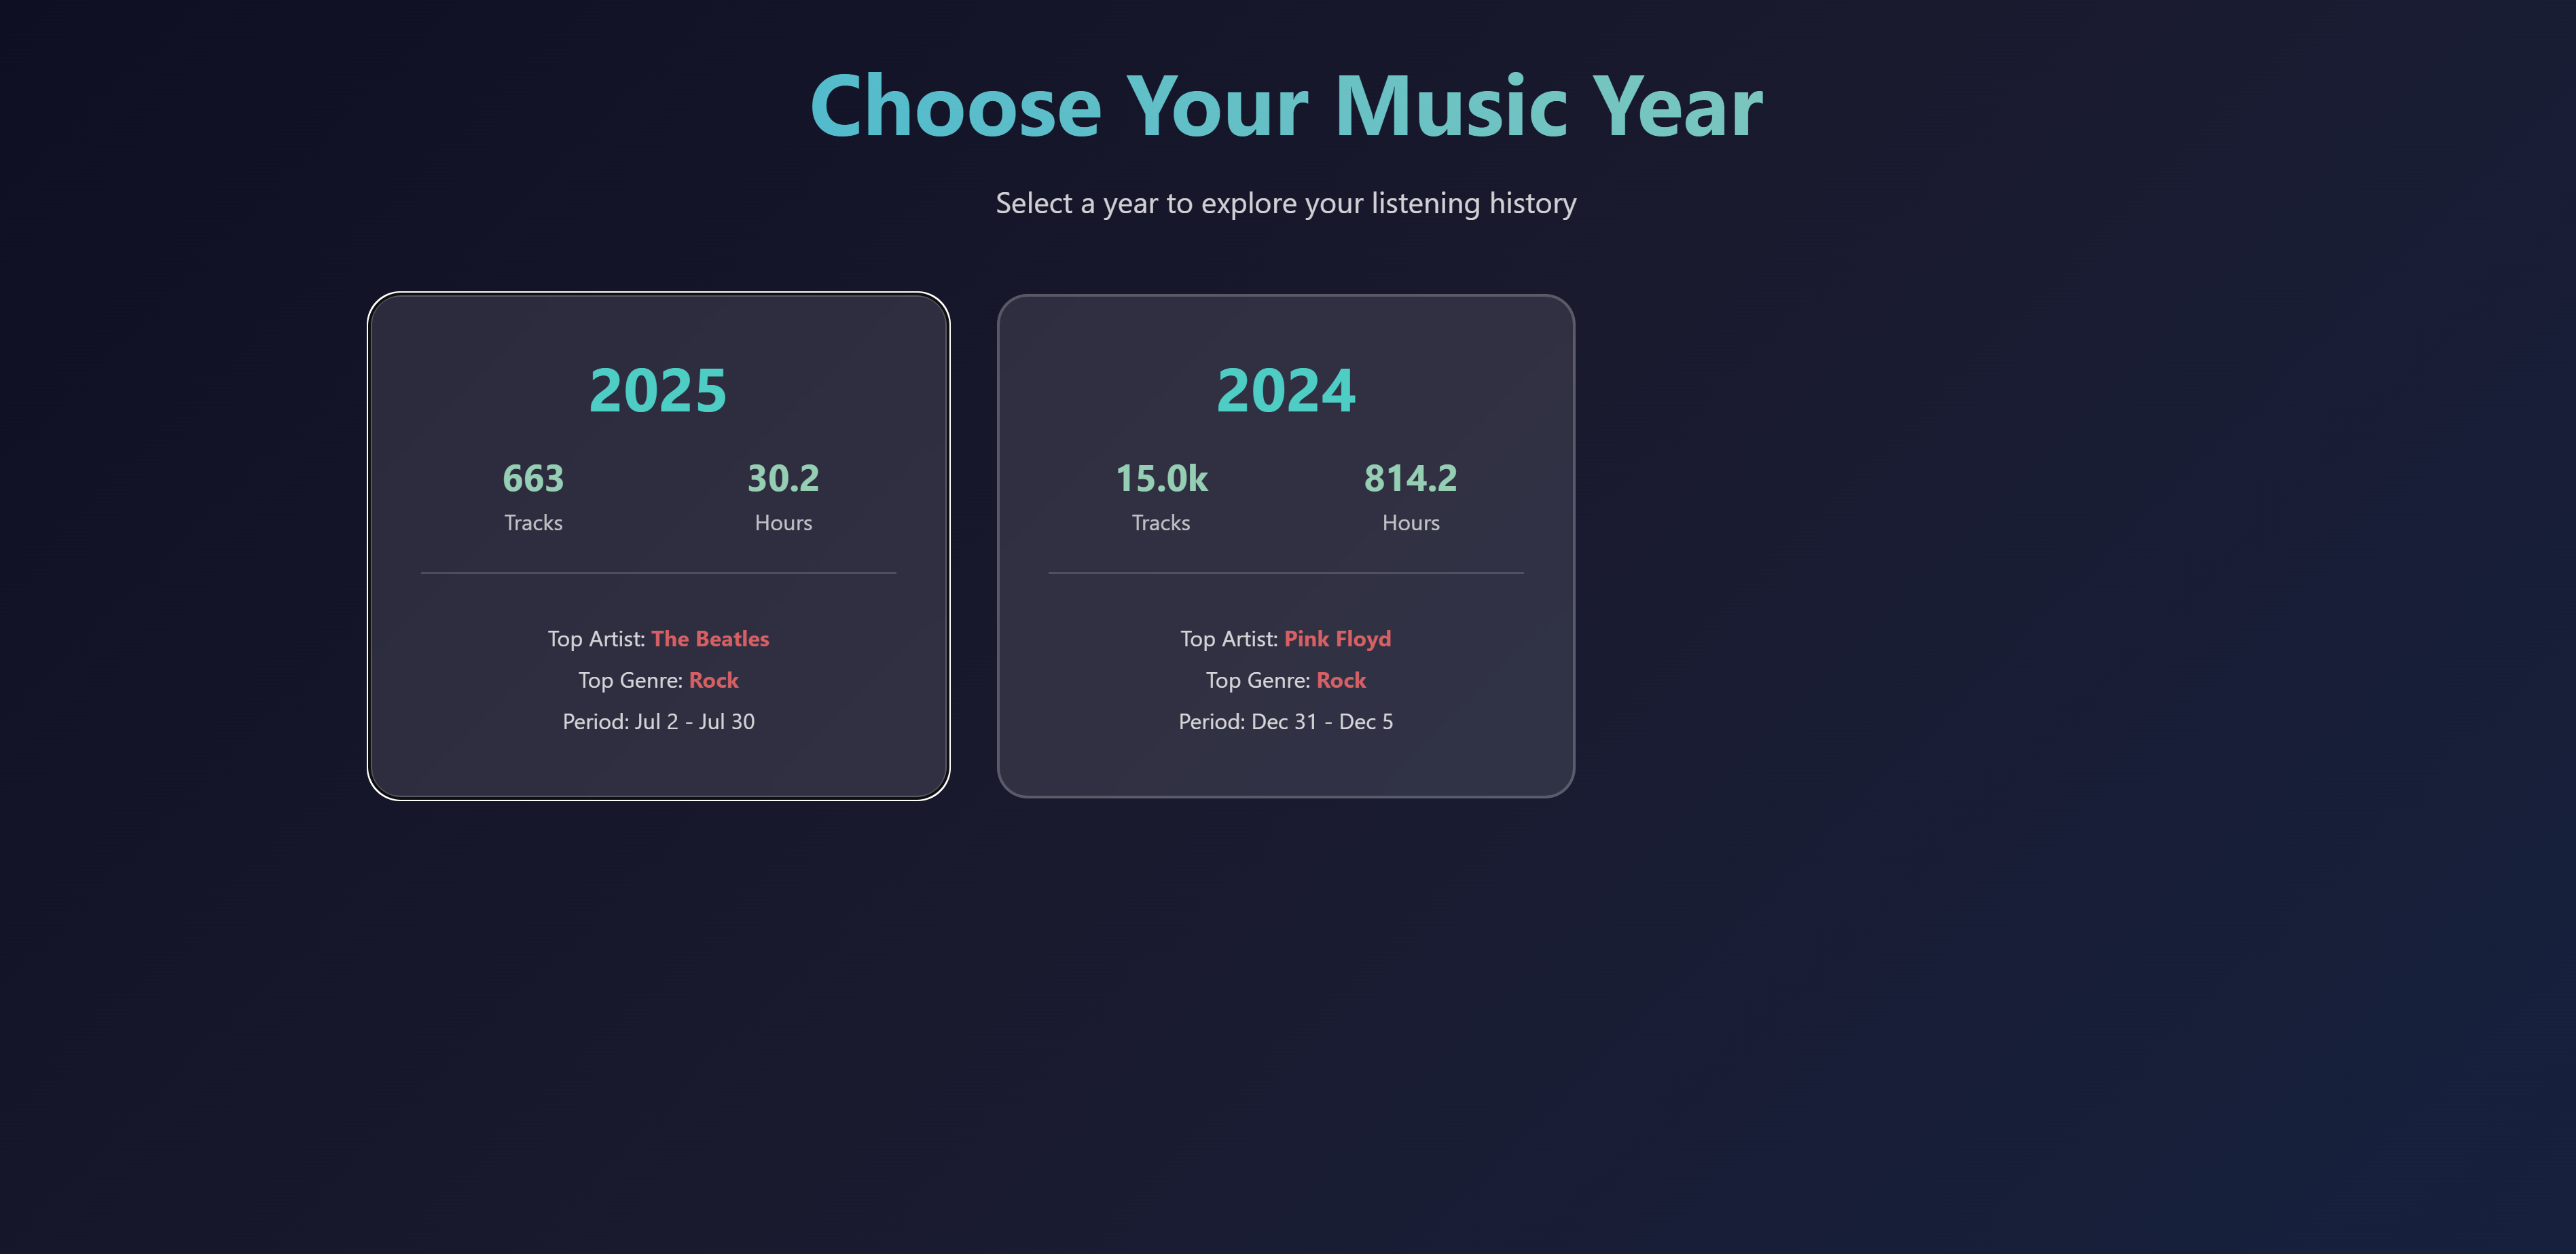 Choose Your Music Year
Select a year to explore your listening history
2025
663
Tracks
30.2
Hours
Top Artist: The Beatles
Top Genre: Rock
Period: Jul 2 - Jul 30
2024
15.0k
Tracks
814.2
Hours
Top Artist: Pink Floyd
Top Genre: Rock
Period: Dec 31 - Dec 5